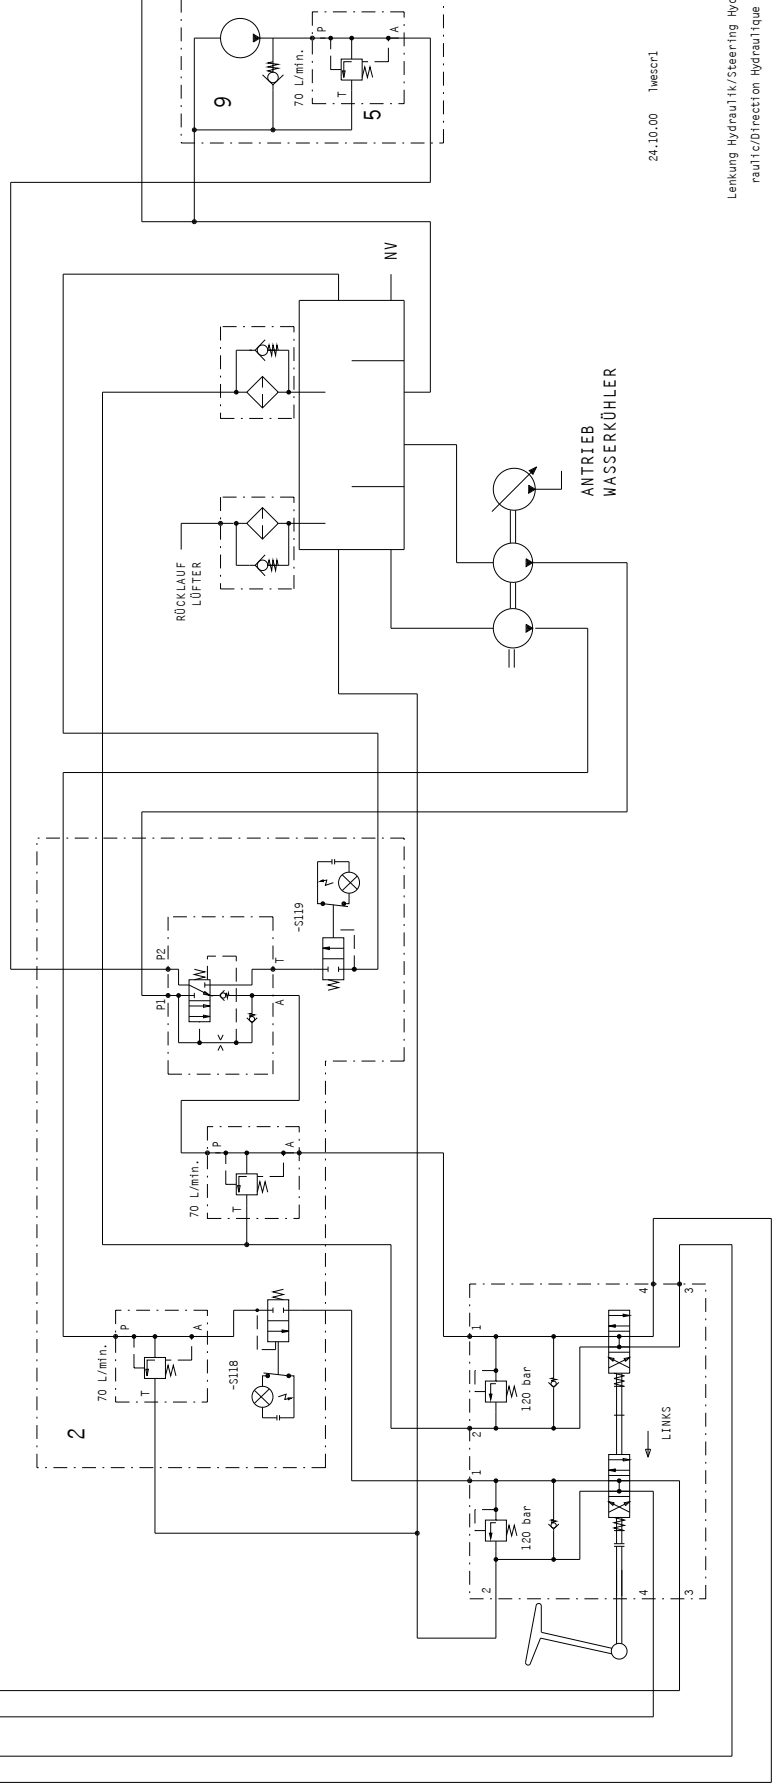 9
70 L/min.
P
A
T
5
24.10.00 lwescrl
Lenkung Hydraulik/Steering Hyd
raulic/Direction Hydraulique
NV
RÜCKLAUF
LÜFTER
ANTRIEB
WASSERKÜHLER
-S119
P2
P1
T
A
70 L/min.
P
A
T
70 L/min.
P
A
T
-S118
2
1
2
120 bar
4
3
LINKS
1
2
120 bar
4
3